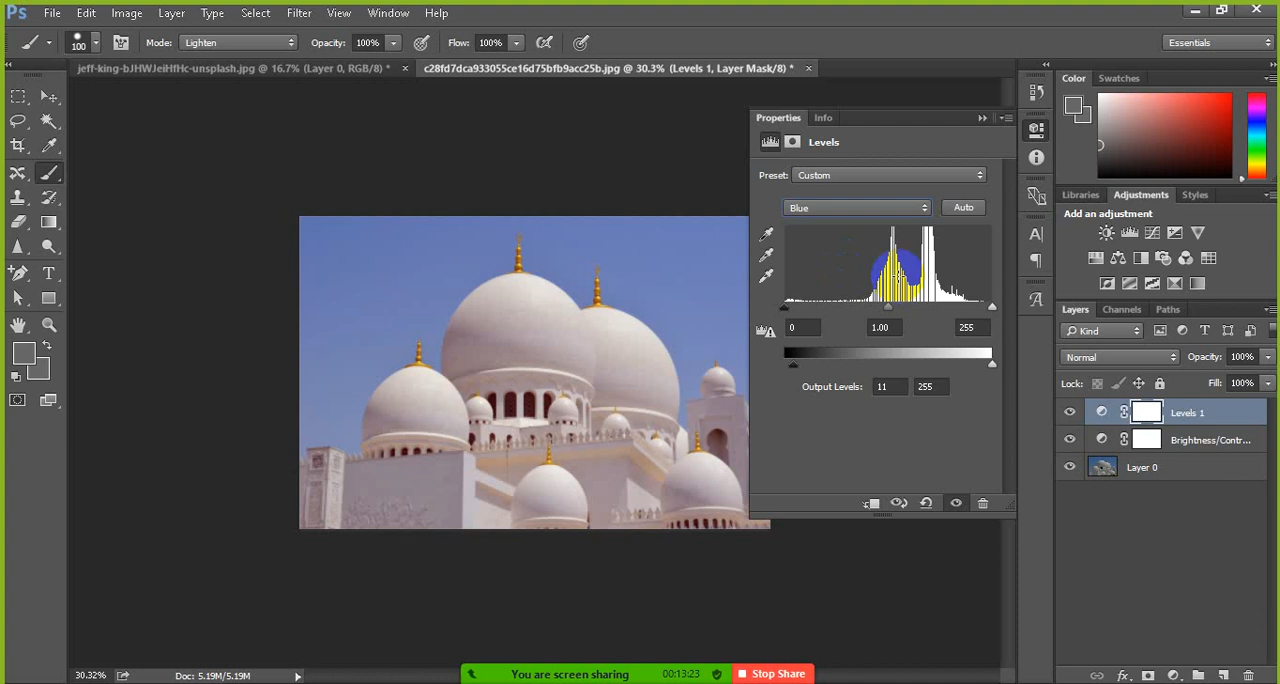 Ps File Edit Image Layer Type Select Filter View Window Help
100 Mode: Lighten Opacity: 100% Flow: 100% Essentials
jeff-king-bJHWJeiHfHc-unsplash.jpg @ 16.7% (Layer 0, RGB/8) * × c28fd7dca933055ce16d75bfb9acc25b.jpg @ 30.3% (Levels 1, Layer Mask/8) * ×
Color Swatches
Properties Info
Levels
Preset: Custom
Blue Auto
Libraries Adjustments Styles
Add an adjustment
Layers Channels Paths
0 1.00 255
Kind
Normal Opacity: 100%
Output Levels: 11 255
Lock: Fill: 100%
Levels 1
Brightness/Contr...
Layer 0
30.32% Doc: 5.19M/5.19M
You are screen sharing 00:13:23 Stop Share